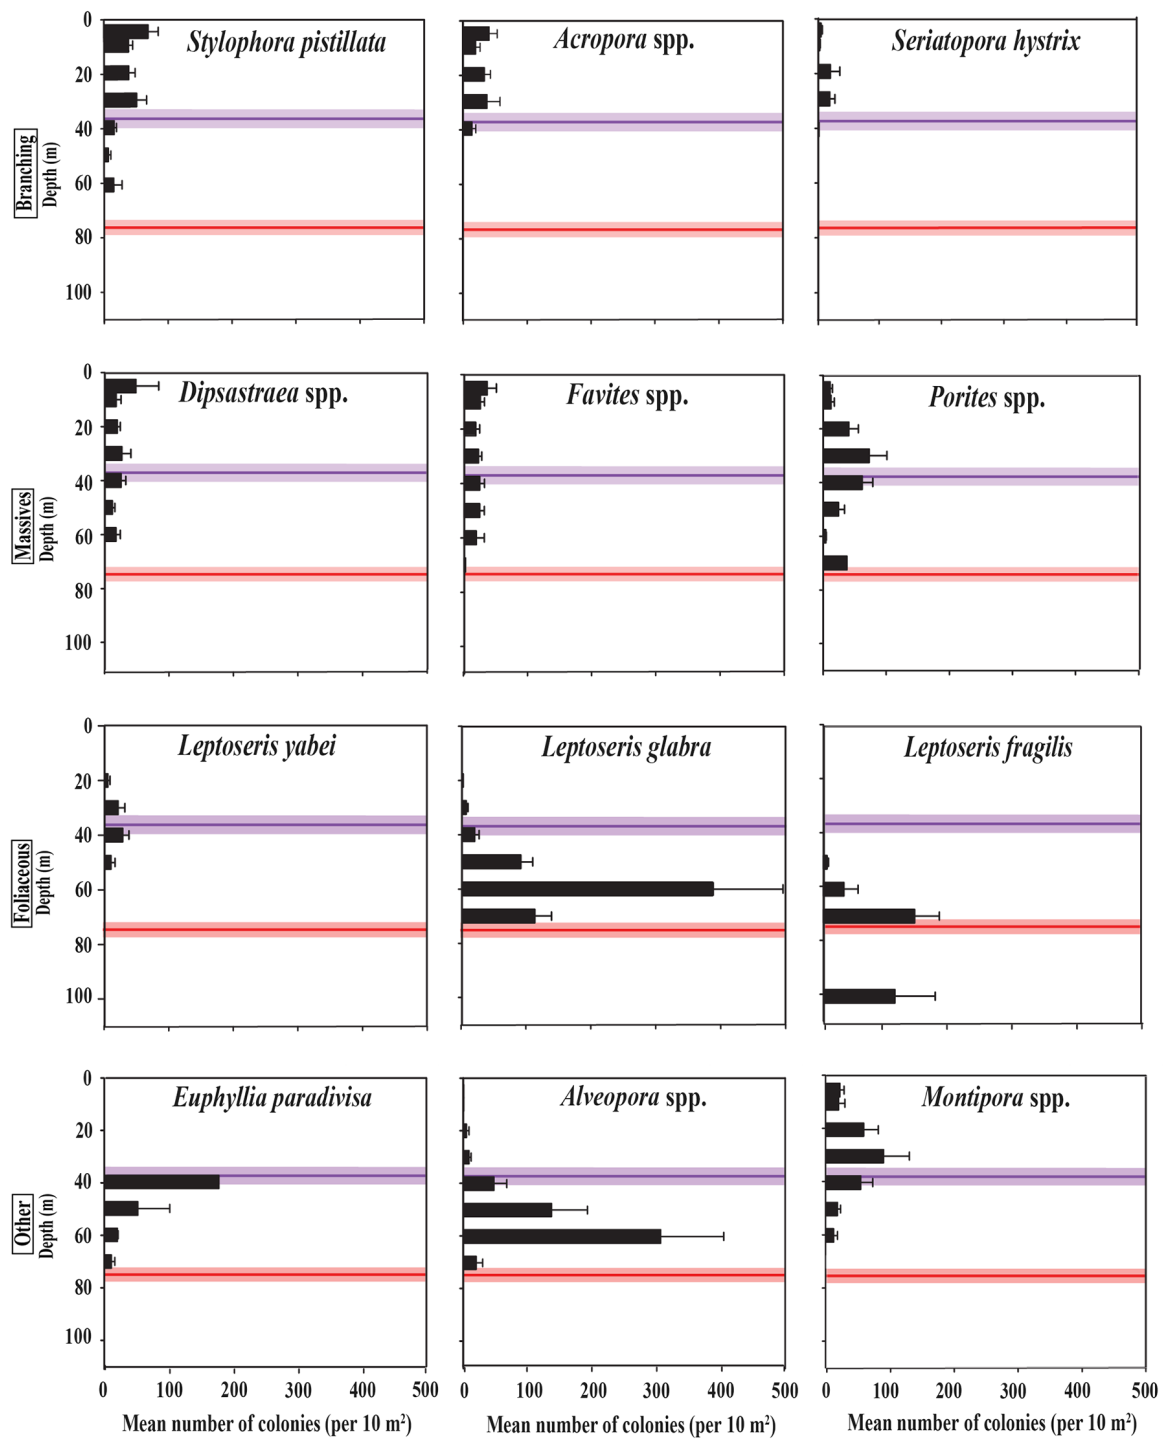 Stylophora pistillata
Acropora spp.
Seriatopora hystrix
0
20
40
60
80
100
Branching
Depth (m)
Dipsastraea spp.
Favites spp.
Porites spp.
0
20
40
60
80
100
Massives
Depth (m)
Leptoseris yabei
Leptoseris glabra
Leptoseris fragilis
0
20
40
60
80
100
Foliaceous
Depth (m)
Euphyllia paradivisa
Alveopora spp.
Montipora spp.
0
20
40
60
80
100
Other
Depth (m)
0 100 200 300 400 500
0 100 200 300 400 500
0 100 200 300 400 500
Mean number of colonies (per 10 m²)
Mean number of colonies (per 10 m²)
Mean number of colonies (per 10 m²)